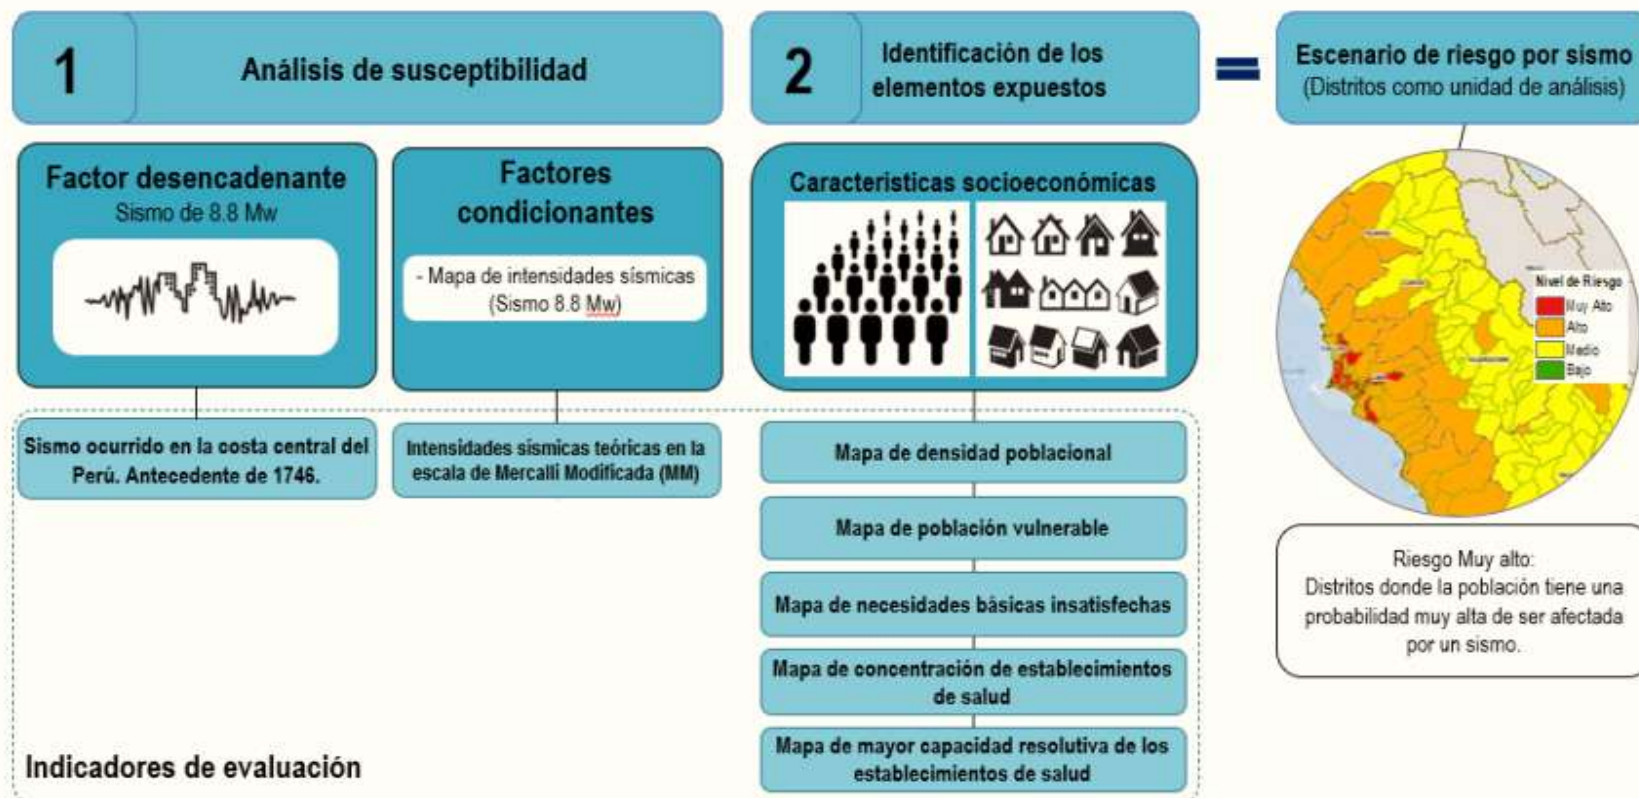 1
Análisis de susceptibilidad
2
Identificación de los
elementos expuestos
=
Escenario de riesgo por sismo
(Distritos como unidad de análisis)
Factor desencadenante
Sismo de 8.8 Mw
Factores
condicionantes
- Mapa de intensidades sísmicas
(Sismo 8.8 Mw)
Características socioeconómicas
Nivel de Riesgo
Muy Alto
Alto
Medio
Bajo
Sismo ocurrido en la costa central del
Perú. Antecedente de 1746.
Intensidades sísmicas teóricas en la
escala de Mercalli Modificada (MM)
Mapa de densidad poblacional
Mapa de población vulnerable
Mapa de necesidades básicas insatisfechas
Mapa de concentración de establecimientos
de salud
Mapa de mayor capacidad resolutiva de los
establecimientos de salud
Riesgo Muy alto:
Distritos donde la población tiene una
probabilidad muy alta de ser afectada
por un sismo.
Indicadores de evaluación